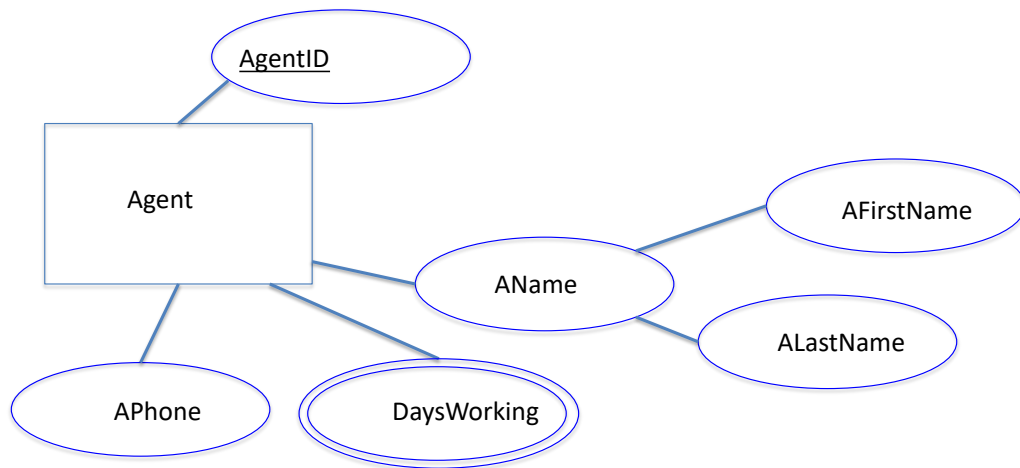 AgentID
Agent
AFirstName
AName
ALastName
APhone
DaysWorking